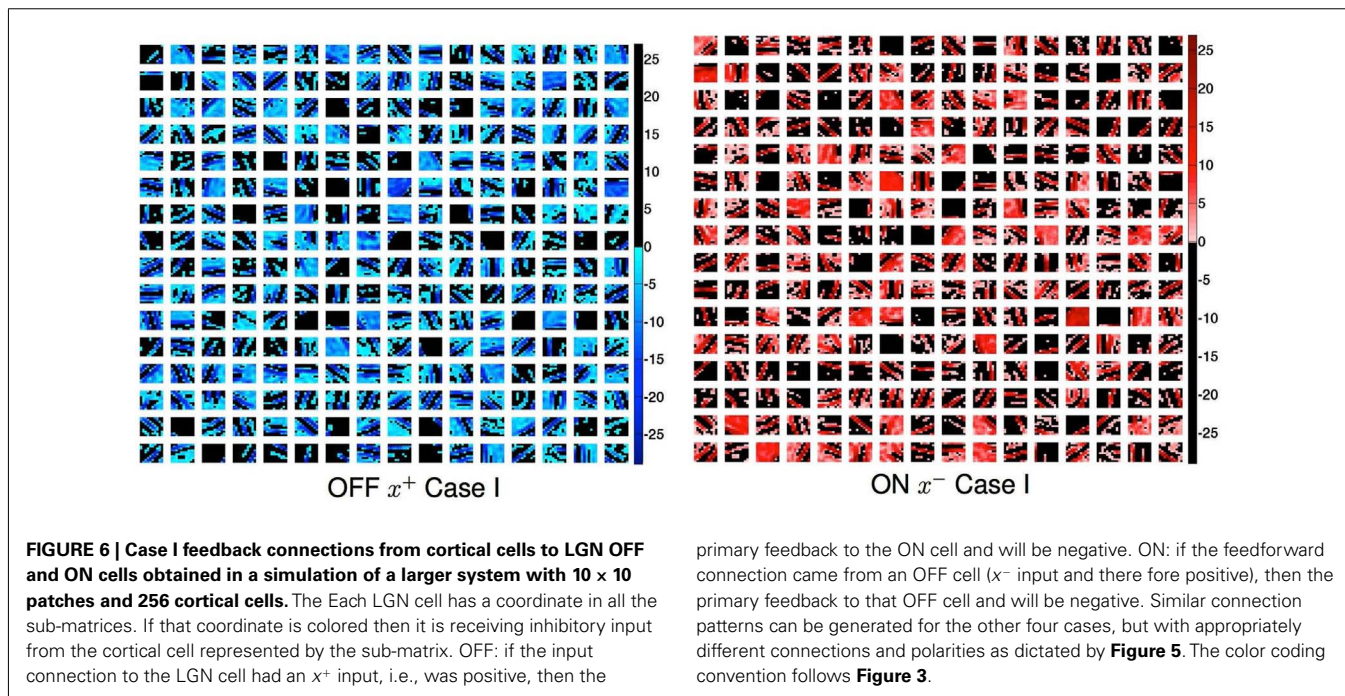 25
20
15
10
5
0
-5
-10
-15
-20
-25
OFF x⁺ Case I
25
20
15
10
5
0
-5
-10
-15
-20
-25
ON x⁻ Case I
FIGURE 6 | Case I feedback connections from cortical cells to LGN OFF
and ON cells obtained in a simulation of a larger system with 10 x 10
patches and 256 cortical cells. The Each LGN cell has a coordinate in all the
sub-matrices. If that coordinate is colored then it is receiving inhibitory input
from the cortical cell represented by the sub-matrix. OFF: if the input
connection to the LGN cell had an x⁺ input, i.e., was positive, then the
primary feedback to the ON cell and will be negative. ON: if the feedforward
connection came from an OFF cell (x⁻ input and there fore positive), then the
primary feedback to that OFF cell and will be negative. Similar connection
patterns can be generated for the other four cases, but with appropriately
different connections and polarities as dictated by Figure 5. The color coding
convention follows Figure 3.